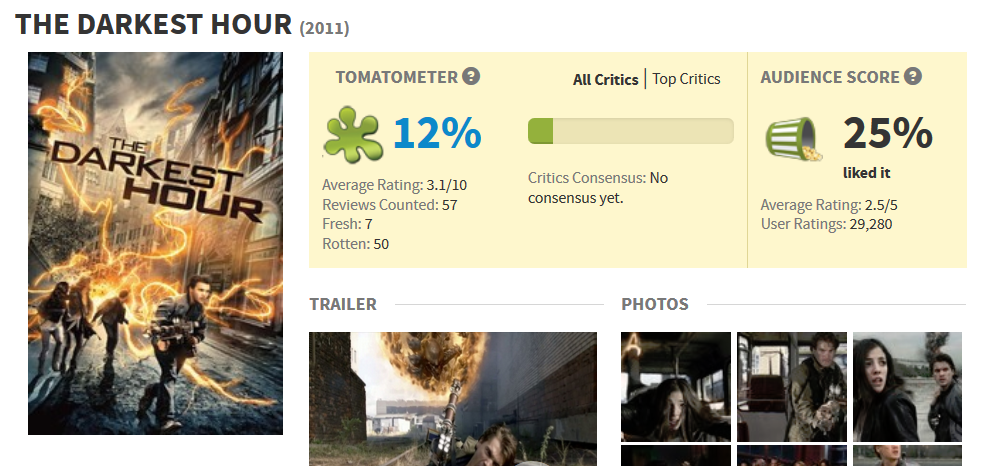 THE DARKEST HOUR (2011)
THE
DARKEST
HOUR
TOMATOMETER ?
All Critics | Top Critics
12%
Average Rating: 3.1/10
Reviews Counted: 57
Fresh: 7
Rotten: 50
Critics Consensus: No
consensus yet.
AUDIENCE SCORE ?
25%
liked it
Average Rating: 2.5/5
User Ratings: 29,280
TRAILER
PHOTOS